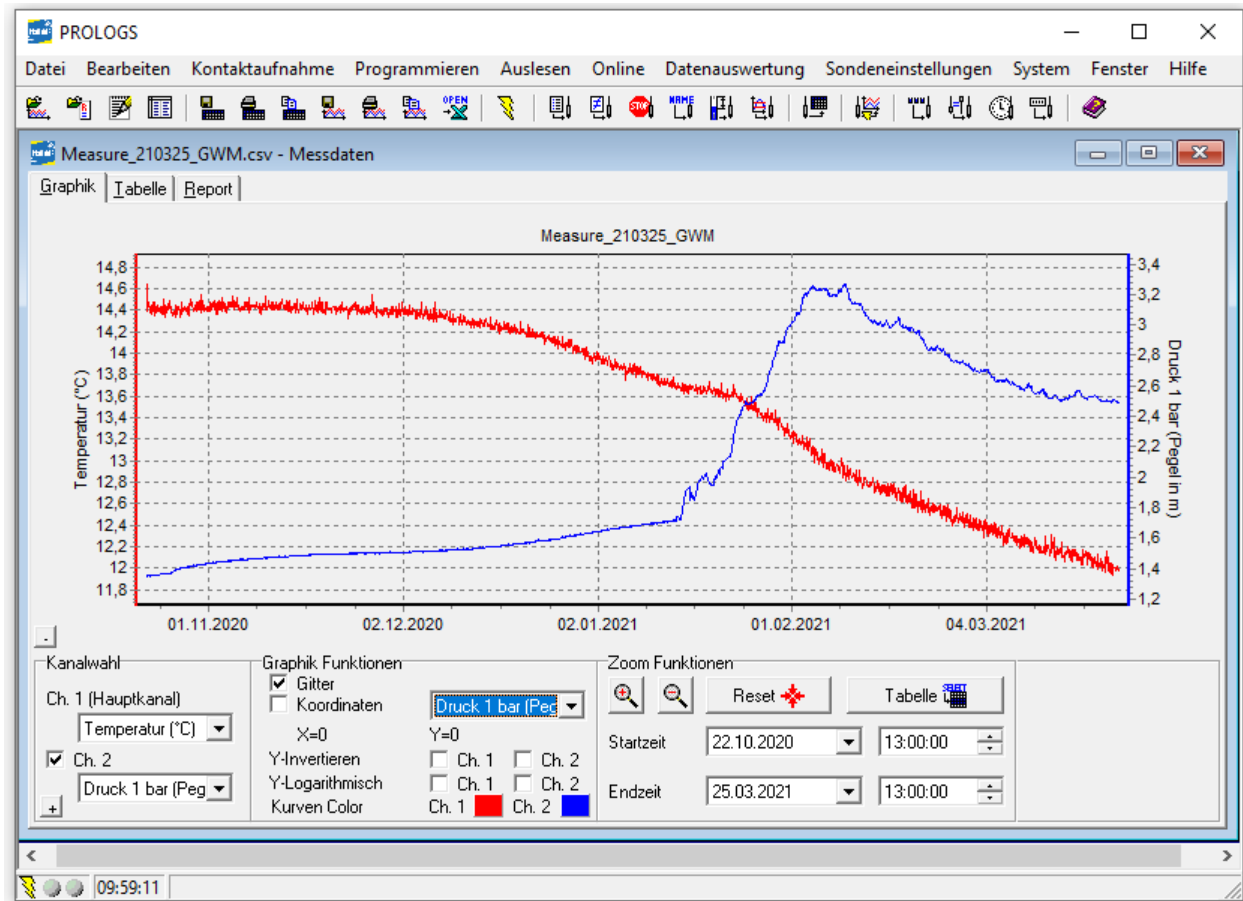 PROLOGS
Datei Bearbeiten Kontaktaufnahme Programmieren Auslesen Online Datenauswertung Sondeneinstellungen System Fenster Hilfe
OPEN STOP NAME
Measure_210325_GWM.csv - Messdaten
Graphik Tabelle Report
Measure_210325_GWM
14,8
14,6
14,4
14,2
14
13,8
13,6
13,4
13,2
13
12,8
12,6
12,4
12,2
12
11,8
Temperatur (°C)
3,4
3,2
3
2,8
2,6
2,4
2,2
2
1,8
1,6
1,4
1,2
Druck 1 bar (Pegel in m)
01.11.2020 02.12.2020 02.01.2021 01.02.2021 04.03.2021
Kanalwahl
Ch. 1 (Hauptkanal)
Temperatur (°C)
Ch. 2
Druck 1 bar (Peg
+
Graphik Funktionen
Gitter
Koordinaten
Druck 1 bar (Peg
X=0 Y=0
Y-Invertieren Ch. 1 Ch. 2
Y-Logarithmisch Ch. 1 Ch. 2
Kurven Color Ch. 1 Ch. 2
Zoom Funktionen
Reset Tabelle SELECT
Startzeit 22.10.2020 13:00:00
Endzeit 25.03.2021 13:00:00
09:59:11